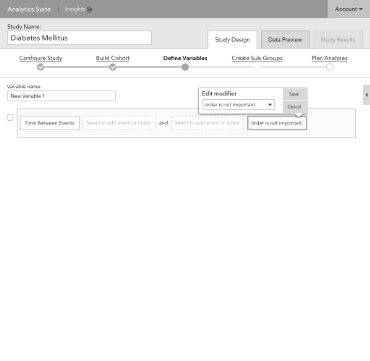 Analytics Suite | Insights
Account
Study Name:
Diabetes Mellitus
Study Design
Data Preview
Study Results
Configure Study
Build Cohort
Define Variables
Create Sub-Groups
Plan Analyses
Variable name:
New Variable 1
Edit modifier
Save
order is not important.
Cancel
Time Between Events: Select to add event or index and Select to add event or index order is not important.